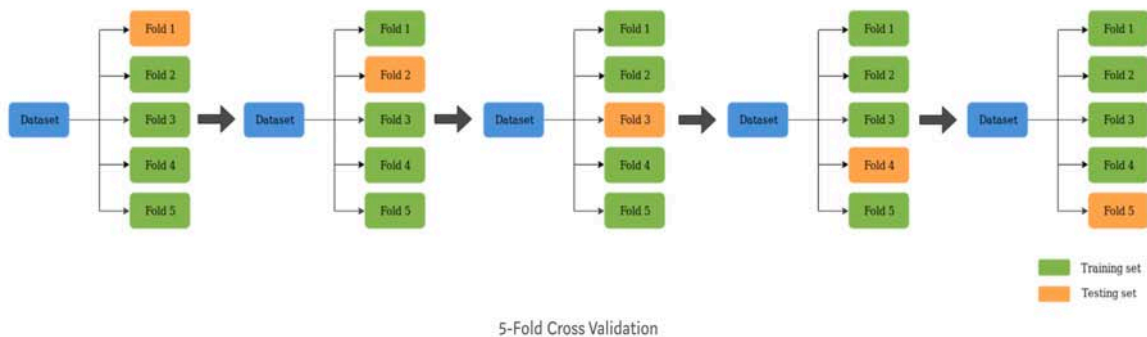 Dataset
Fold 1
Fold 2
Fold 3
Fold 4
Fold 5
Dataset
Fold 1
Fold 2
Fold 3
Fold 4
Fold 5
Dataset
Fold 1
Fold 2
Fold 3
Fold 4
Fold 5
Dataset
Fold 1
Fold 2
Fold 3
Fold 4
Fold 5
Dataset
Fold 1
Fold 2
Fold 3
Fold 4
Fold 5
Training set
Testing set
5-Fold Cross Validation